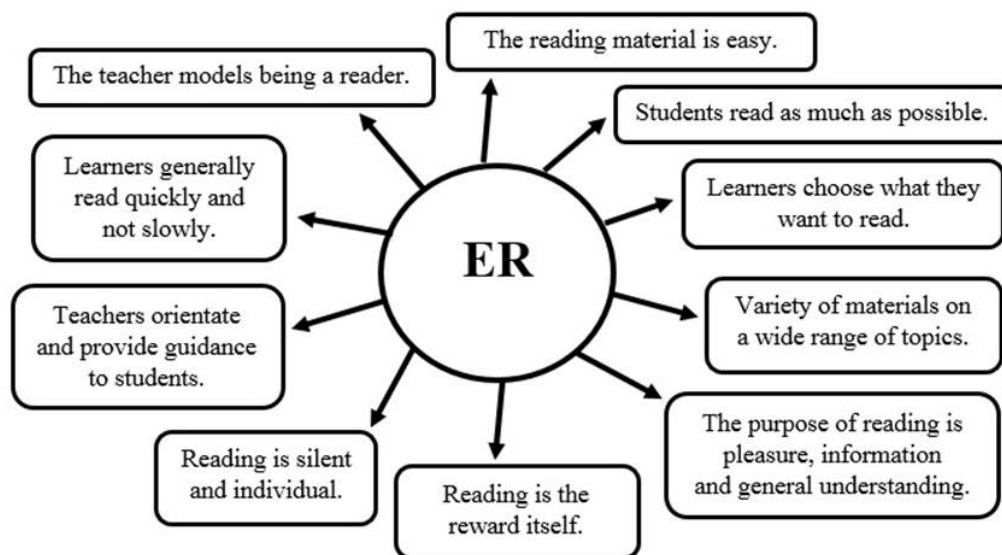 The reading material is easy.
The teacher models being a reader.
Students read as much as possible.
Learners generally
read quickly and
not slowly.
Learners choose what they
want to read.
ER
Teachers orientate
and provide guidance
to students.
Variety of materials on
a wide range of topics.
The purpose of reading is
pleasure, information
and general understanding.
Reading is silent
and individual.
Reading is the
reward itself.